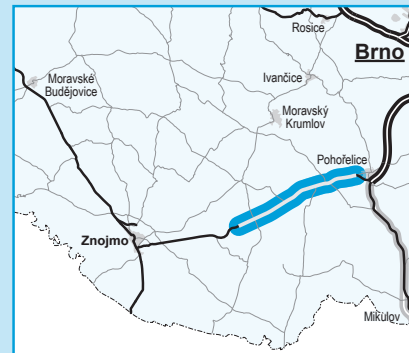 Rosice
Brno
Moravské
Budějovice
Ivančice
Moravský
Krumlov
Pohořelice
Znojmo
Mikulov